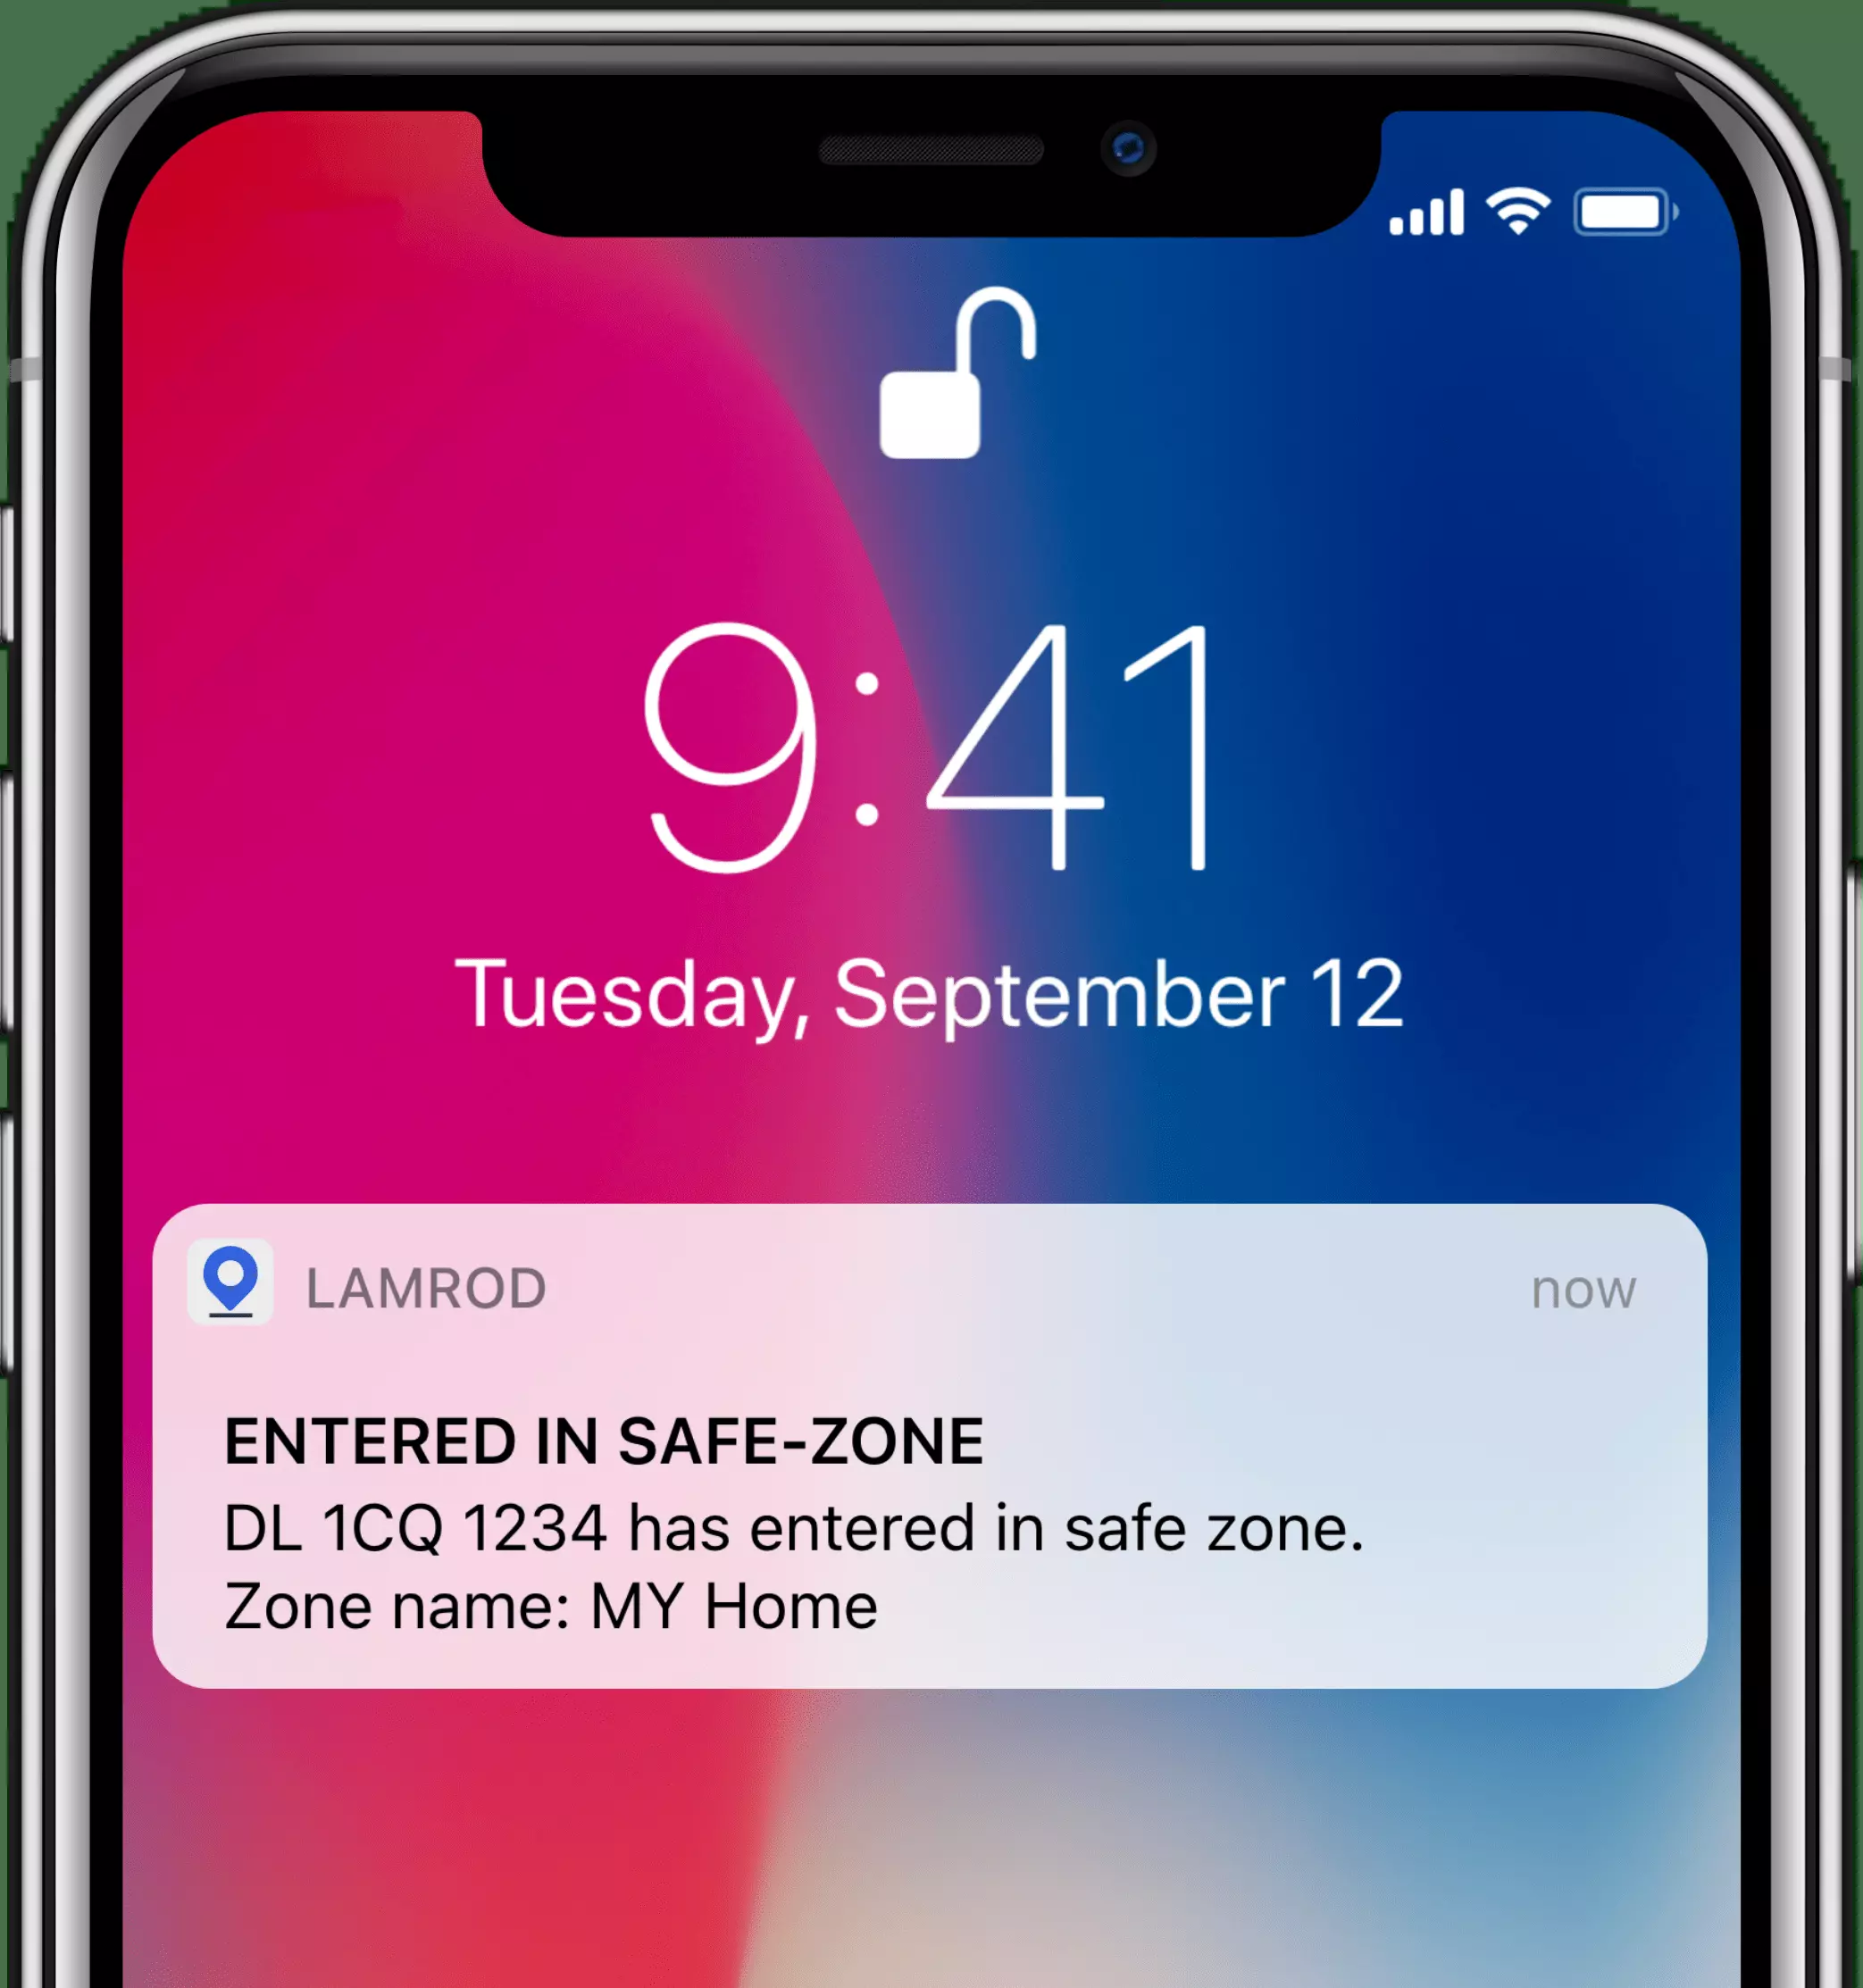 9:41
Tuesday, September 12
LAMROD now
ENTERED IN SAFE-ZONE
DL 1CQ 1234 has entered in safe zone.
Zone name: MY Home